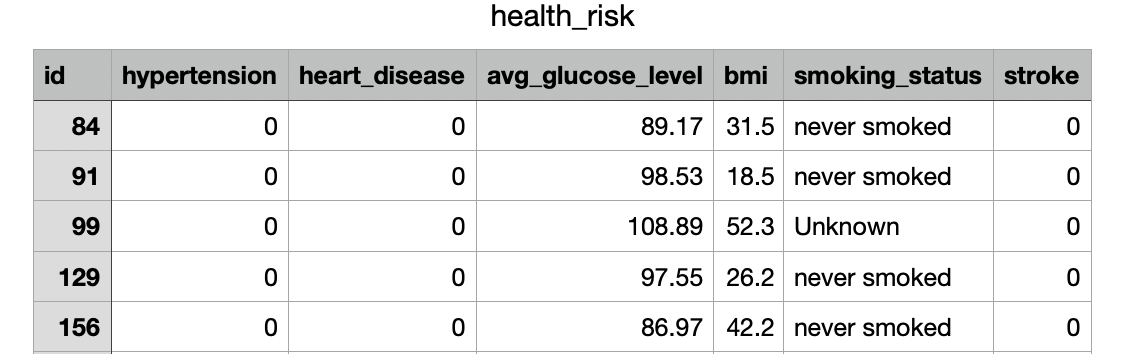 health_risk
id hypertension heart_disease avg_glucose_level bmi smoking_status stroke
84 0 0 89.17 31.5 never smoked 0
91 0 0 98.53 18.5 never smoked 0
99 0 0 108.89 52.3 Unknown 0
129 0 0 97.55 26.2 never smoked 0
156 0 0 86.97 42.2 never smoked 0